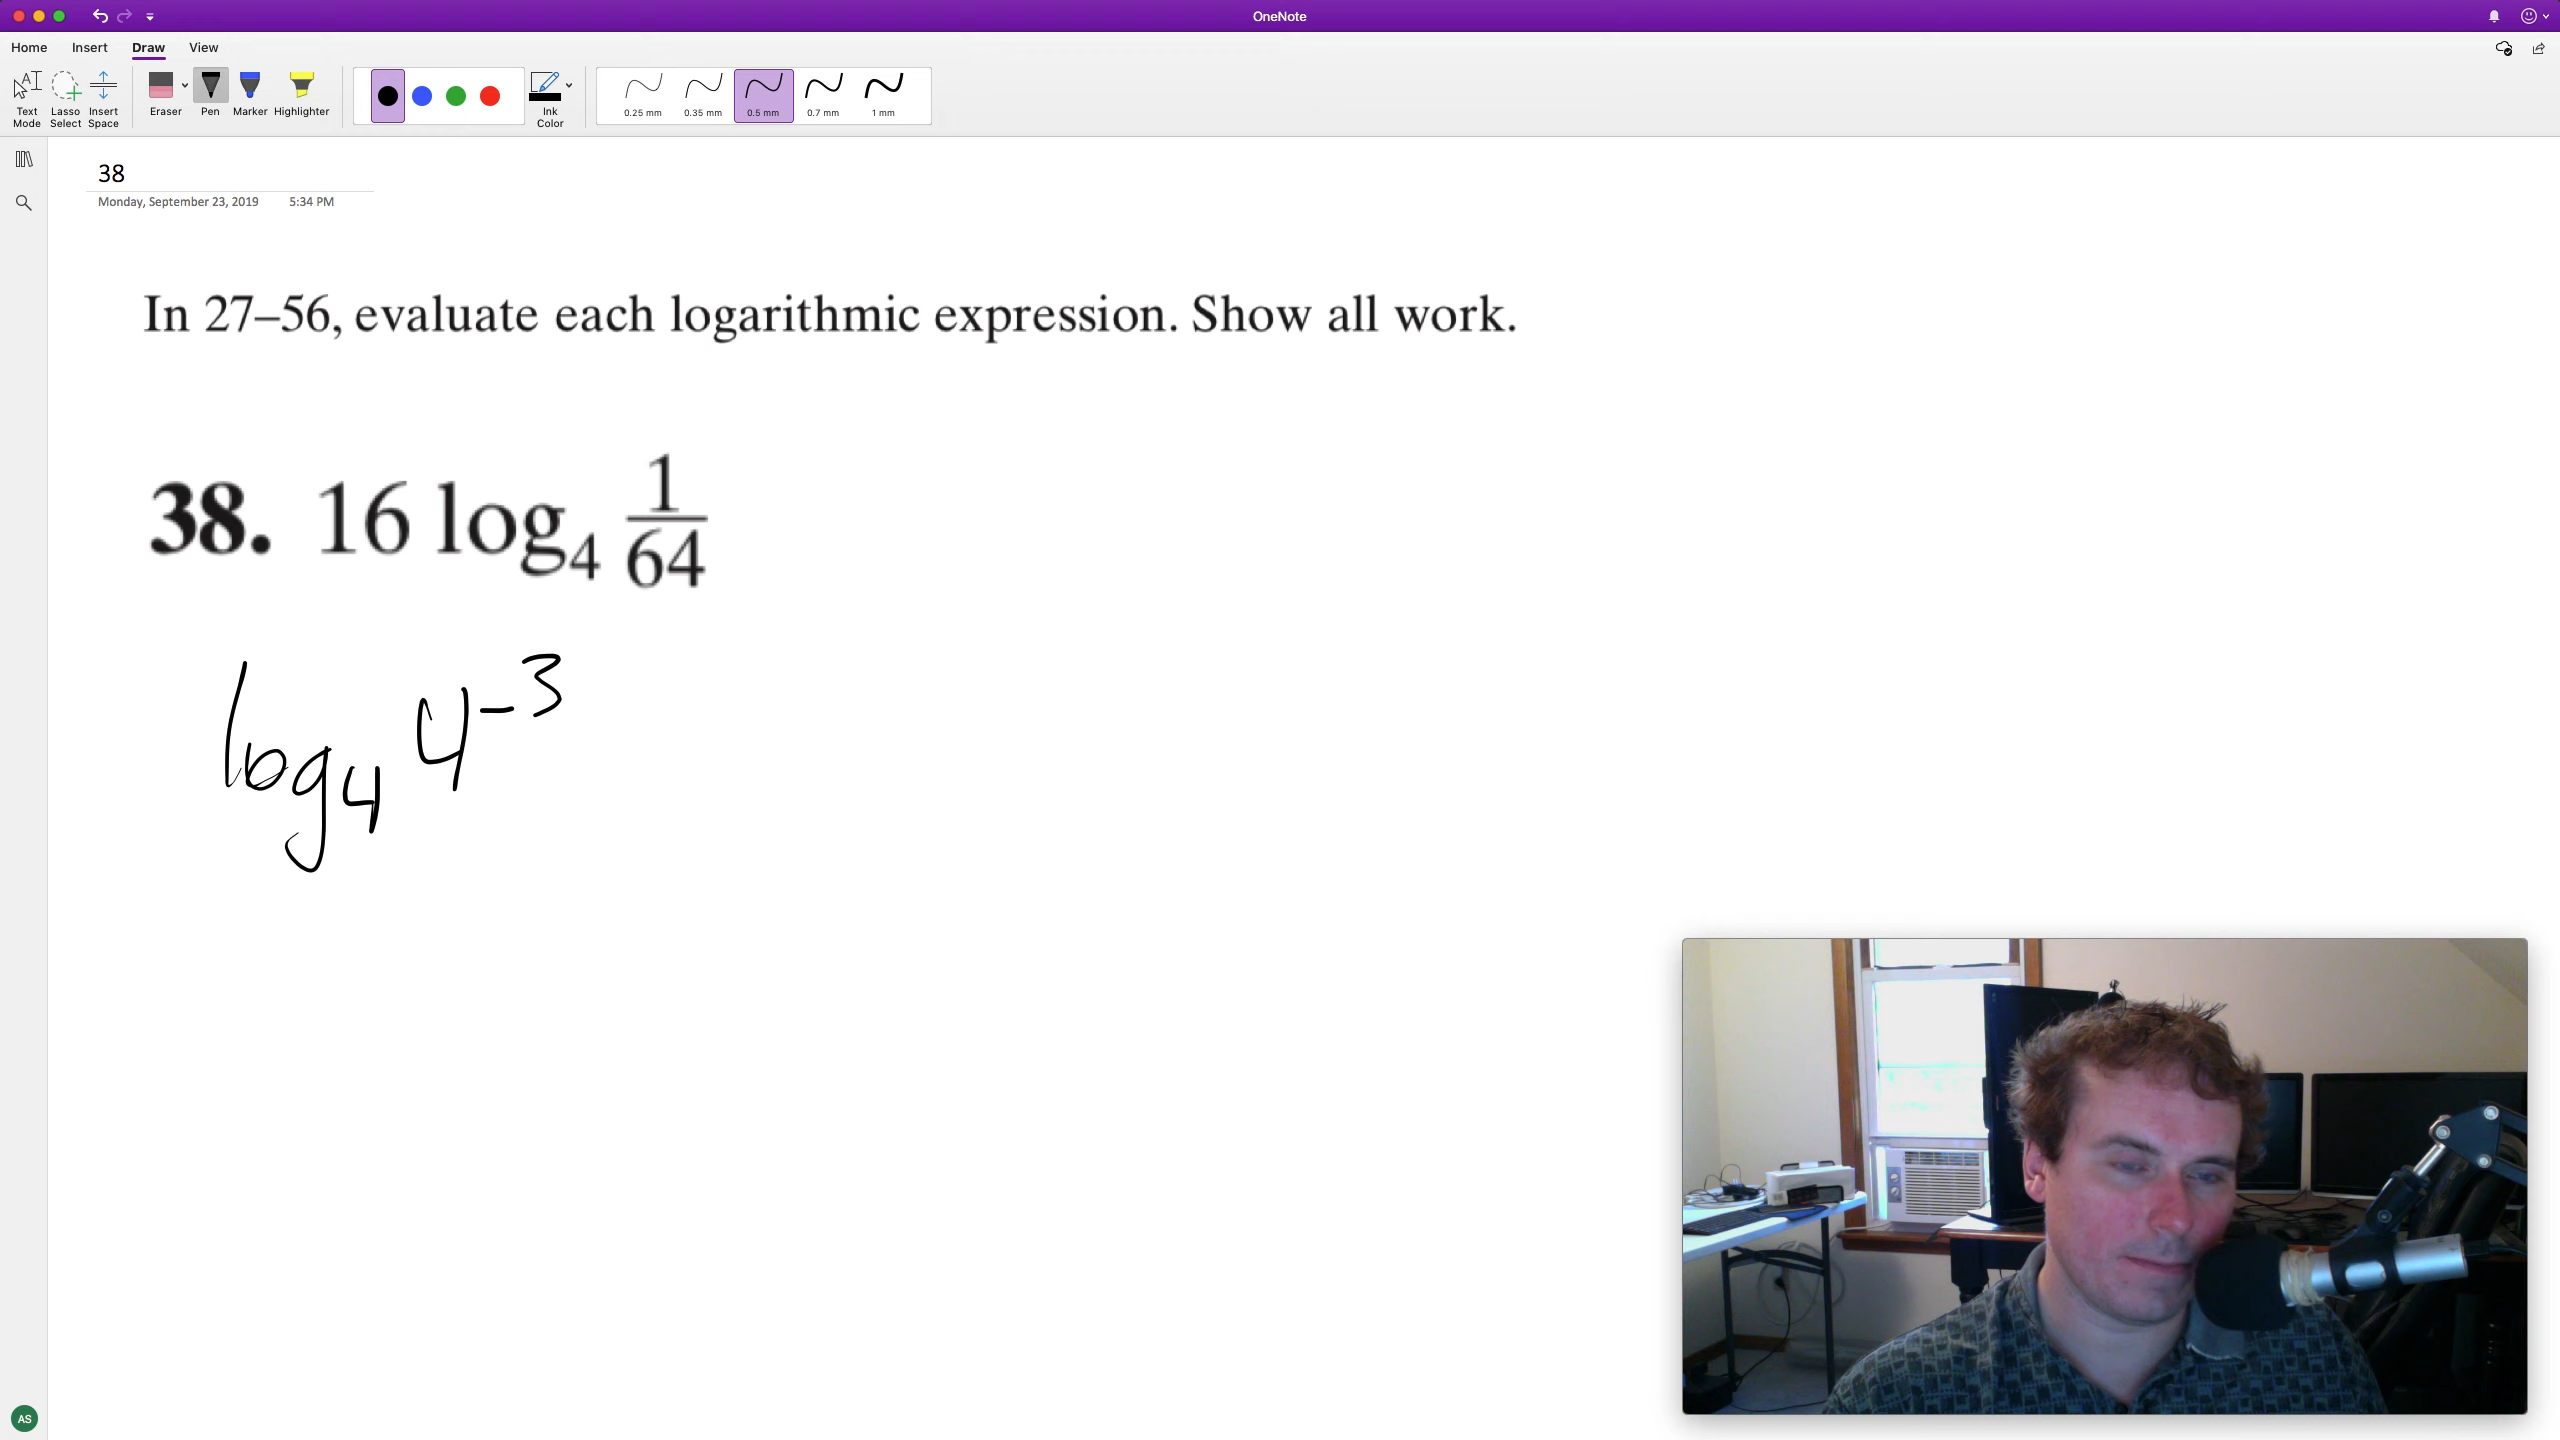 OneNote
Home Insert Draw View
Text Mode Lasso Select Insert Space Eraser Pen Marker Highlighter Ink Color 0.25 mm 0.35 mm 0.5 mm 0.7 mm 1 mm
38
Monday, September 23, 2019 5:34 PM
In 27–56, evaluate each logarithmic expression. Show all work.
38. 16 log₄ 1/64
log₄ 4⁻³
AS